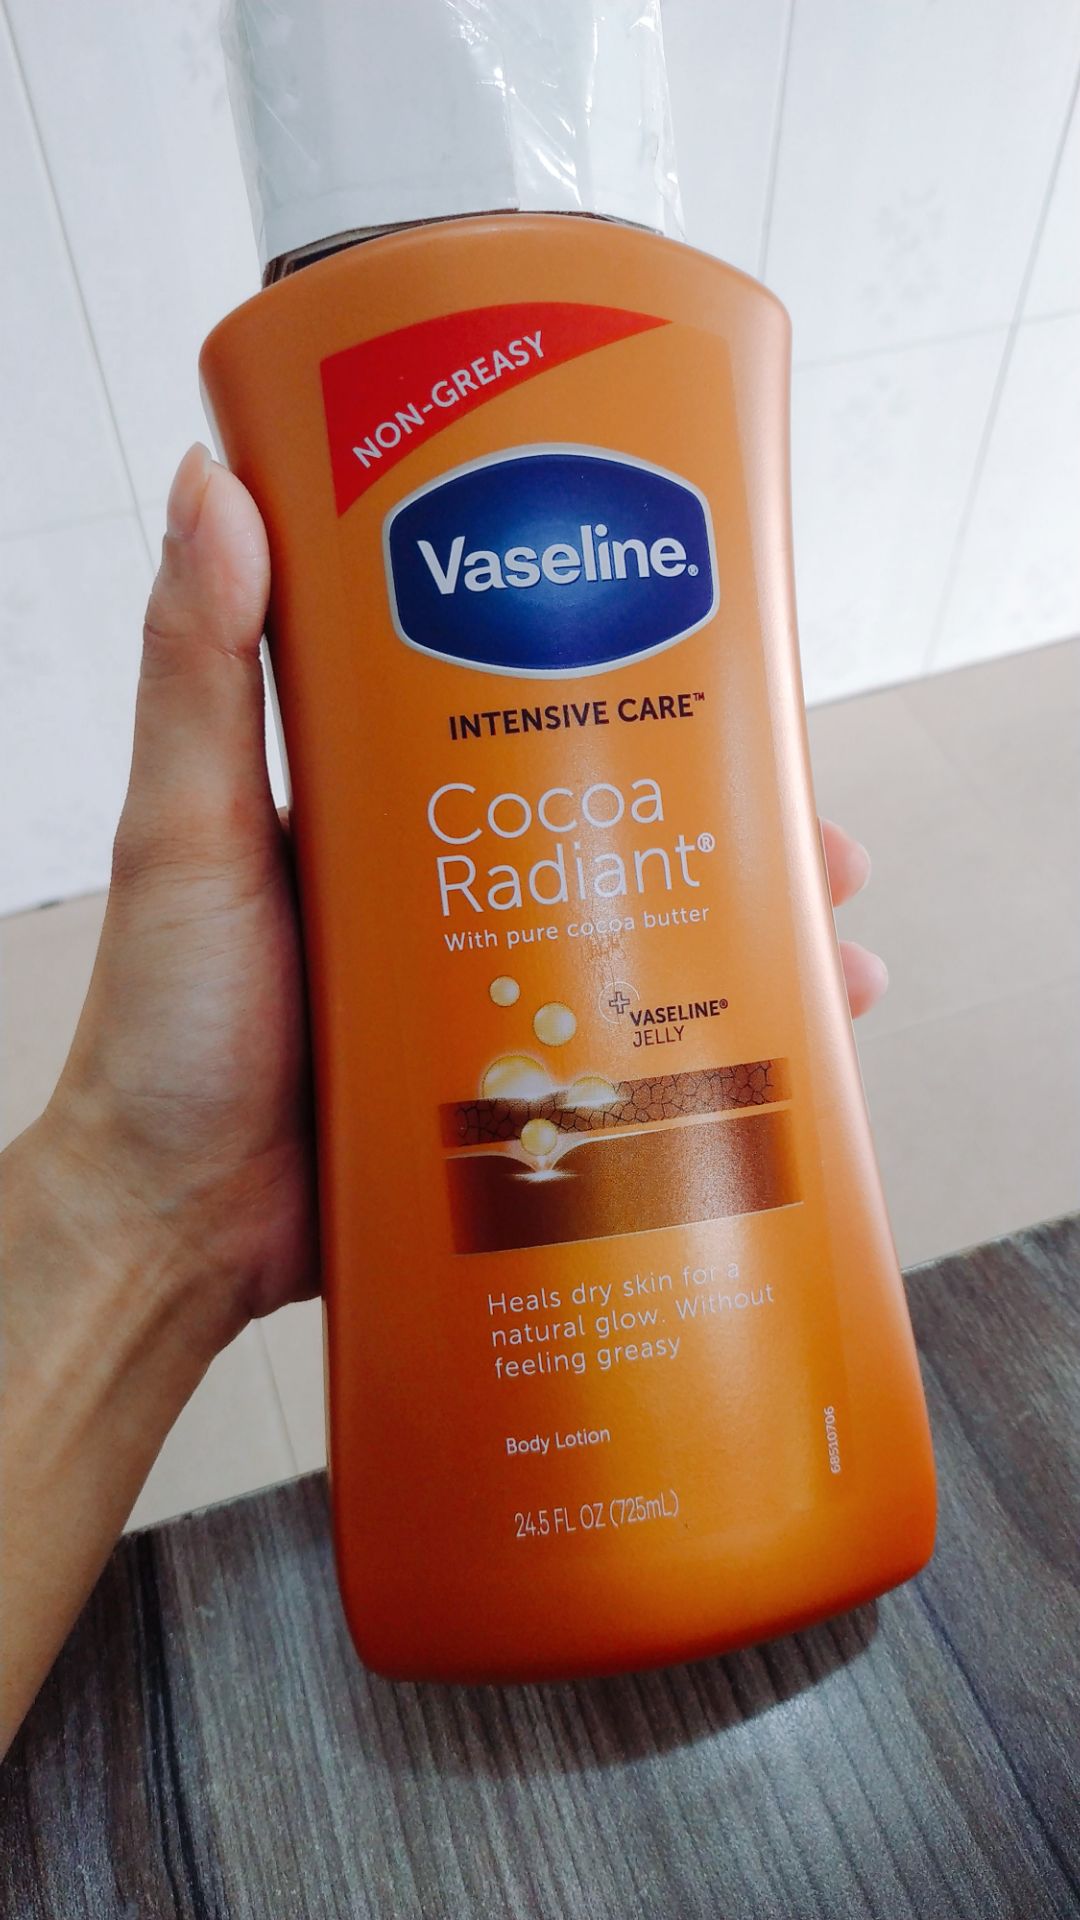 NON-GREASY
Vaseline®
INTENSIVE CARE™
Cocoa
Radiant®
With pure cocoa butter
VASELINE®
JELLY
Heals dry skin for a
natural glow. Without
feeling greasy
Body Lotion
24.5 FL OZ (725mL)
68510706